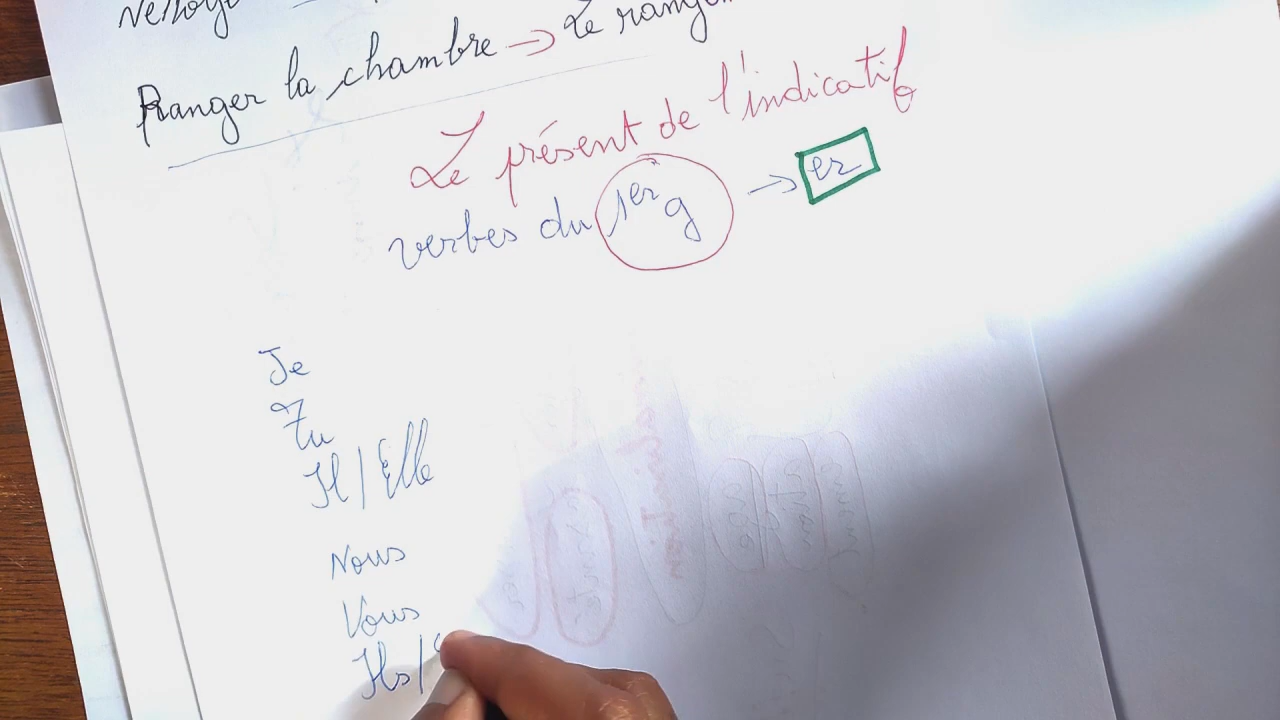 Ranger la chambre → Le
Le présent de l'indicatif
verbes du 1er g → er
Je
Tu
Il / Elle
Nous
Vous
Ils /